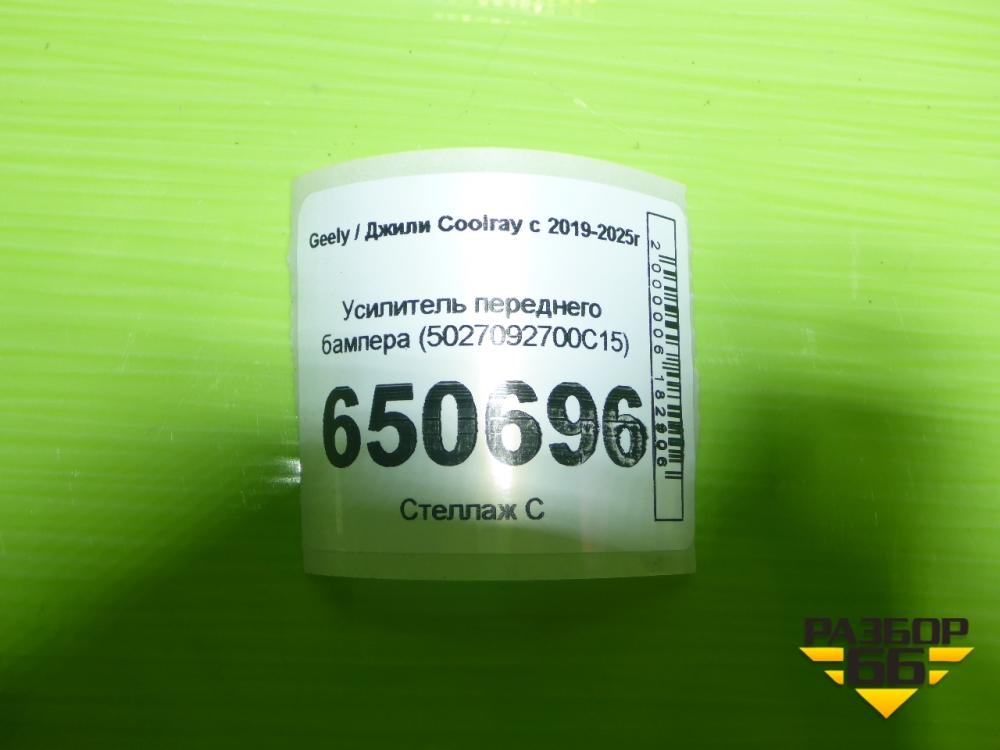 Geely / Джили Coolray с 2019-2025г
Усилитель переднего
бампера (5027092700C15)
650696
Стеллаж С
2000006182906
РАЗБОР
66